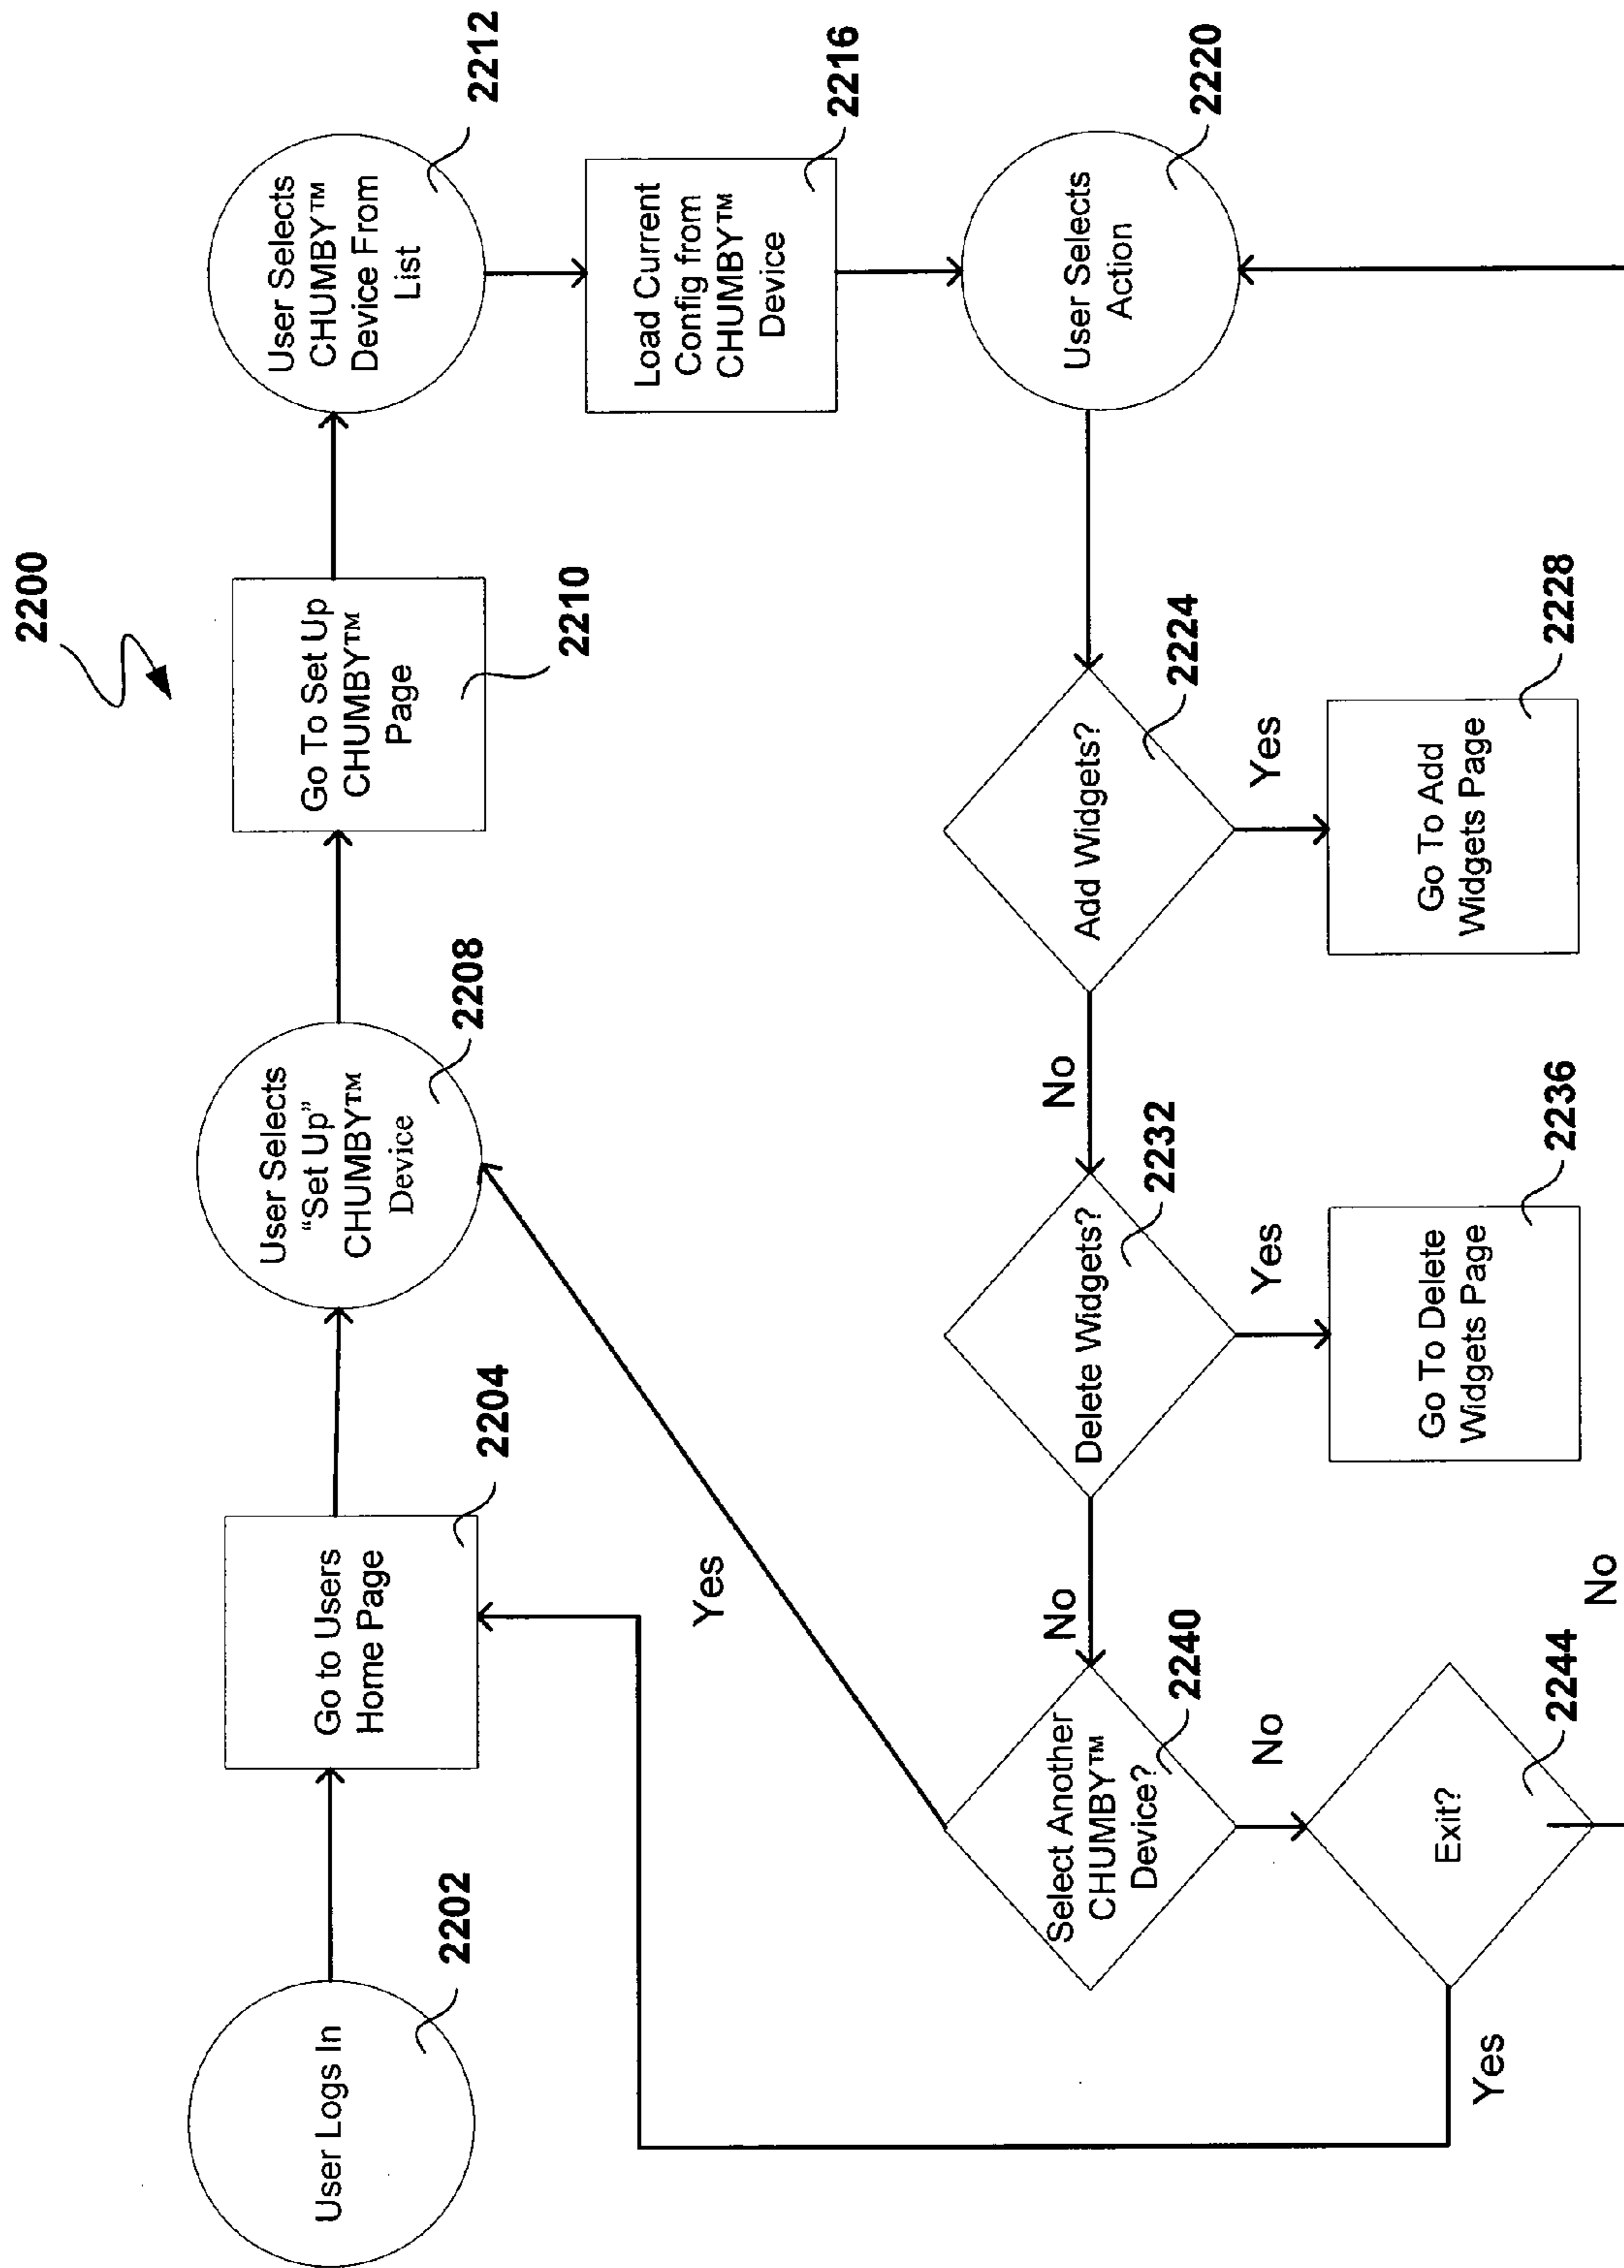 2200
User Logs In
2202
Go to Users
Home Page
2204
User Selects
“Set Up”
CHUMBY™
Device
2208
Go To Set Up
CHUMBY™
Page
2210
User Selects
CHUMBY™
Device From
List
2212
Load Current
Config from
CHUMBY™
Device
2216
User Selects
Action
2220
Add Widgets?
2224
Yes
Go To Add
Widgets Page
2228
No
Delete Widgets?
2232
Yes
Go To Delete
Widgets Page
2236
No
Select Another
CHUMBY™
Device?
2240
Yes
No
Exit?
2244
Yes
No